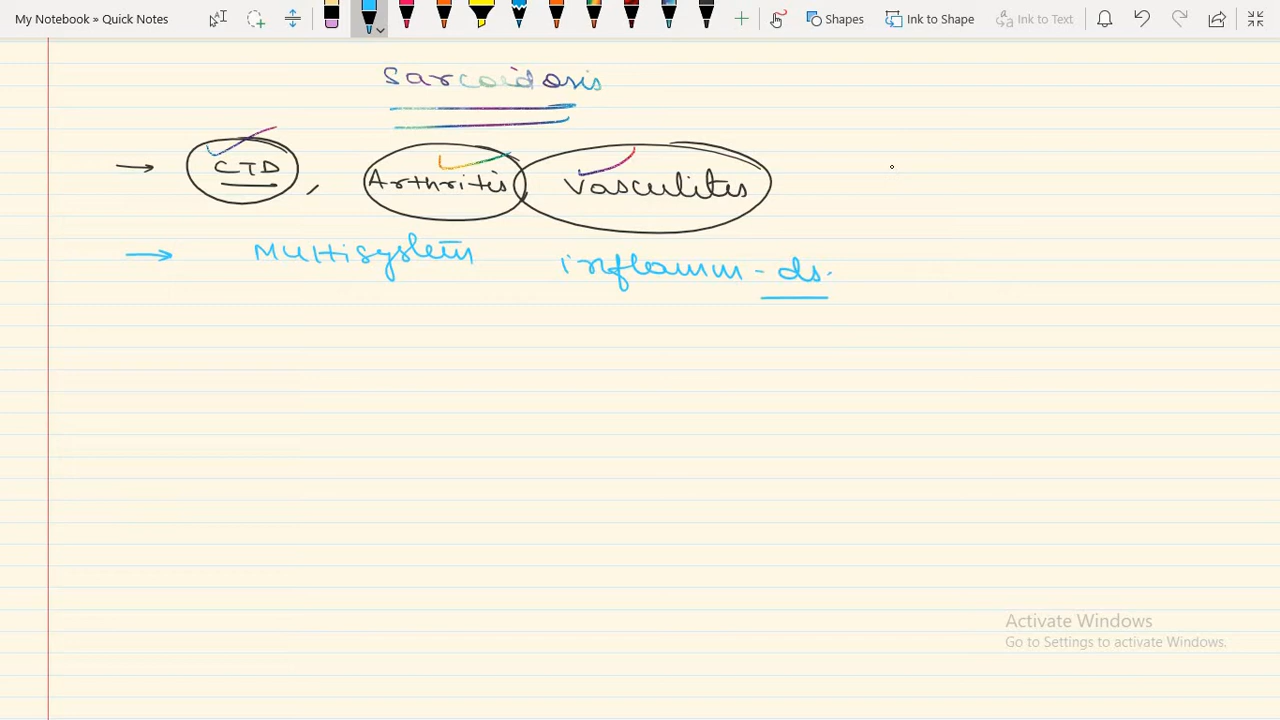 My Notebook » Quick Notes
Shapes
Ink to Shape
Ink to Text
Sarcoidosis
→ CTD, Arthritis Vasculites
→ Multisystem inflamm - ds.
Activate Windows
Go to Settings to activate Windows.